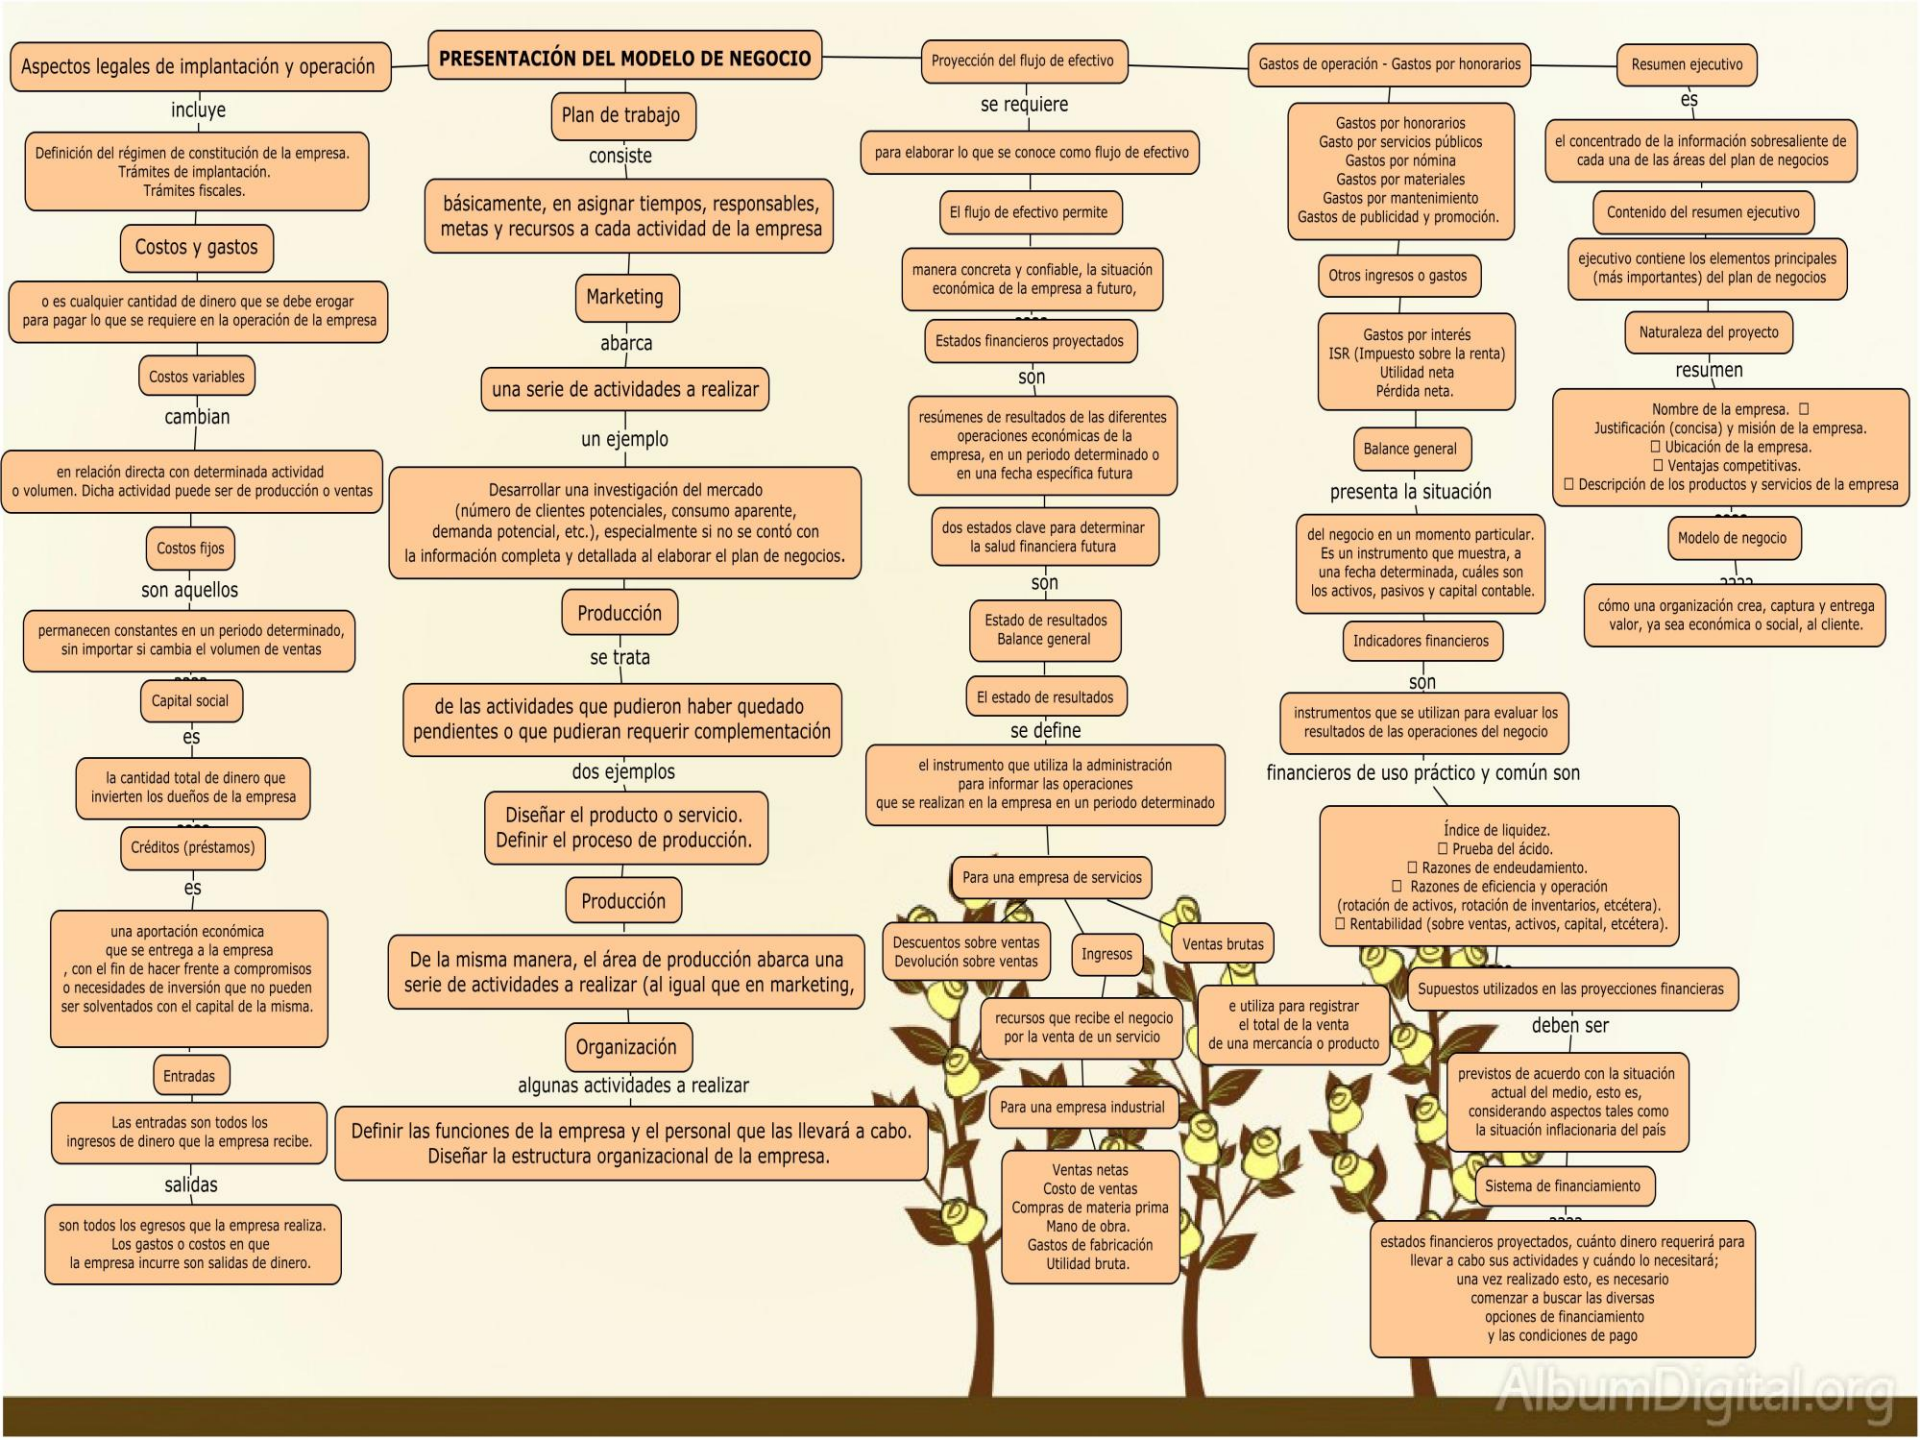 PRESENTACIÓN DEL MODELO DE NEGOCIO
Aspectos legales de implantación y operación
incluye
Definición del régimen de constitución de la empresa.
Trámites de implantación.
Trámites fiscales.
Costos y gastos
o es cualquier cantidad de dinero que se debe erogar
para pagar lo que se requiere en la operación de la empresa
Costos variables
cambian
en relación directa con determinada actividad
o volumen. Dicha actividad puede ser de producción o ventas
Costos fijos
son aquellos
permanecen constantes en un periodo determinado,
sin importar si cambia el volumen de ventas
Capital social
es
la cantidad total de dinero que
invierten los dueños de la empresa
Créditos (préstamos)
es
una aportación económica
que se entrega a la empresa
, con el fin de hacer frente a compromisos
o necesidades de inversión que no pueden
ser solventados con el capital de la misma.
Entradas
Las entradas son todos los
ingresos de dinero que la empresa recibe.
salidas
son todos los egresos que la empresa realiza.
Los gastos o costos en que
la empresa incurre son salidas de dinero.
Plan de trabajo
consiste
básicamente, en asignar tiempos, responsables,
metas y recursos a cada actividad de la empresa
Marketing
abarca
una serie de actividades a realizar
un ejemplo
Desarrollar una investigación del mercado
(número de clientes potenciales, consumo aparente,
demanda potencial, etc.), especialmente si no se contó con
la información completa y detallada al elaborar el plan de negocios.
Producción
se trata
de las actividades que pudieron haber quedado
pendientes o que pudieran requerir complementación
dos ejemplos
Diseñar el producto o servicio.
Definir el proceso de producción.
Producción
De la misma manera, el área de producción abarca una
serie de actividades a realizar (al igual que en marketing,
Organización
algunas actividades a realizar
Definir las funciones de la empresa y el personal que las llevará a cabo.
Diseñar la estructura organizacional de la empresa.
Proyección del flujo de efectivo
se requiere
para elaborar lo que se conoce como flujo de efectivo
El flujo de efectivo permite
manera concreta y confiable, la situación
económica de la empresa a futuro,
Estados financieros proyectados
son
resúmenes de resultados de las diferentes
operaciones económicas de la
empresa, en un periodo determinado o
en una fecha específica futura
dos estados clave para determinar
la salud financiera futura
son
Estado de resultados
Balance general
El estado de resultados
se define
el instrumento que utiliza la administración
para informar las operaciones
que se realizan en la empresa en un periodo determinado
Para una empresa de servicios
Descuentos sobre ventas
Devolución sobre ventas
Ingresos
Ventas brutas
recursos que recibe el negocio
por la venta de un servicio
e utiliza para registrar
el total de la venta
de una mercancía o producto
Para una empresa industrial
Ventas netas
Costo de ventas
Compras de materia prima
Mano de obra.
Gastos de fabricación
Utilidad bruta.
Gastos de operación - Gastos por honorarios
Gastos por honorarios
Gasto por servicios públicos
Gastos por nómina
Gastos por materiales
Gastos por mantenimiento
Gastos de publicidad y promoción.
Otros ingresos o gastos
Gastos por interés
ISR (Impuesto sobre la renta)
Utilidad neta
Pérdida neta.
Balance general
presenta la situación
del negocio en un momento particular.
Es un instrumento que muestra, a
una fecha determinada, cuáles son
los activos, pasivos y capital contable.
Indicadores financieros
son
instrumentos que se utilizan para evaluar los
resultados de las operaciones del negocio
financieros de uso práctico y común son
Índice de liquidez.
Prueba del ácido.
Razones de endeudamiento.
Razones de eficiencia y operación
(rotación de activos, rotación de inventarios, etcétera).
Rentabilidad (sobre ventas, activos, capital, etcétera).
Supuestos utilizados en las proyecciones financieras
deben ser
previstos de acuerdo con la situación
actual del medio, esto es,
considerando aspectos tales como
la situación inflacionaria del país
Sistema de financiamiento
????
estados financieros proyectados, cuánto dinero requerirá para
llevar a cabo sus actividades y cuándo lo necesitará;
una vez realizado esto, es necesario
comenzar a buscar las diversas
opciones de financiamiento
y las condiciones de pago
Resumen ejecutivo
es
el concentrado de la información sobresaliente de
cada una de las áreas del plan de negocios
Contenido del resumen ejecutivo
ejecutivo contiene los elementos principales
(más importantes) del plan de negocios
Naturaleza del proyecto
resumen
Nombre de la empresa.
Justificación (concisa) y misión de la empresa.
Ubicación de la empresa.
Ventajas competitivas.
Descripción de los productos y servicios de la empresa
Modelo de negocio
????
cómo una organización crea, captura y entrega
valor, ya sea económica o social, al cliente.
AlbumDigital.org